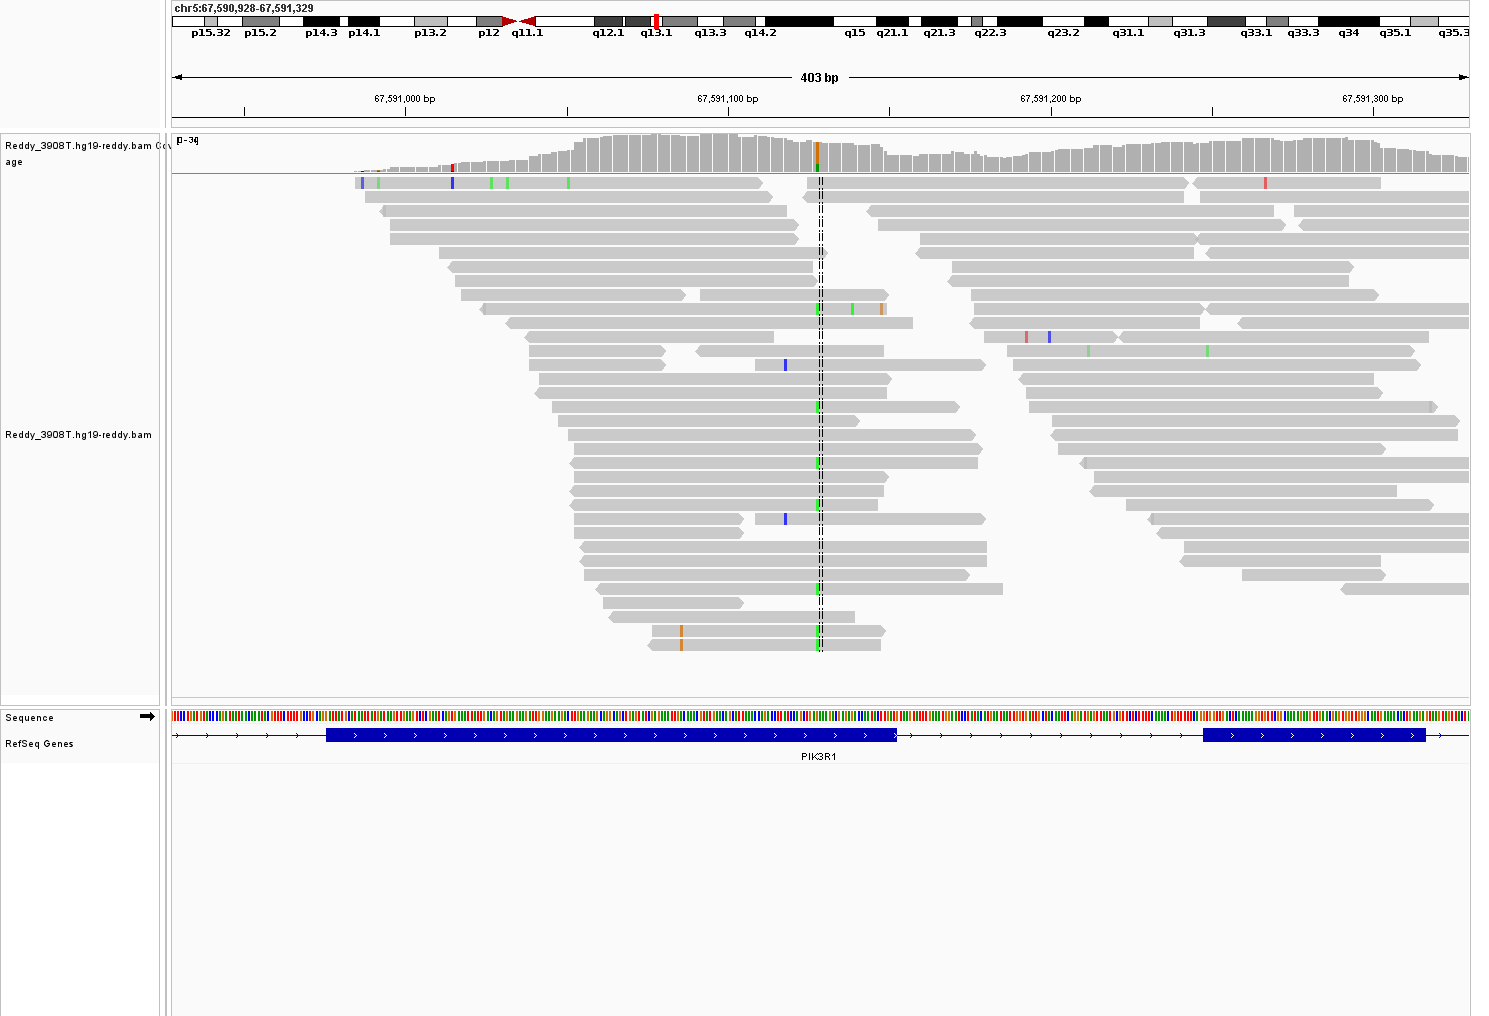 chr5:67,590,928-67,591,329
p15.32 p15.2 p14.3 p14.1 p13.2 p12 q11.1 q12.1 q13.1 q13.3 q14.2 q15 q21.1 q21.3 q22.3 q23.2 q31.1 q31.3 q33.1 q33.3 q34 q35.1 q35.3
403 bp
67,591,000 bp 67,591,100 bp 67,591,200 bp 67,591,300 bp
Reddy_3908T.hg19-reddy.bam Cov
age
Reddy_3908T.hg19-reddy.bam
Sequence
RefSeq Genes
PIK3R1